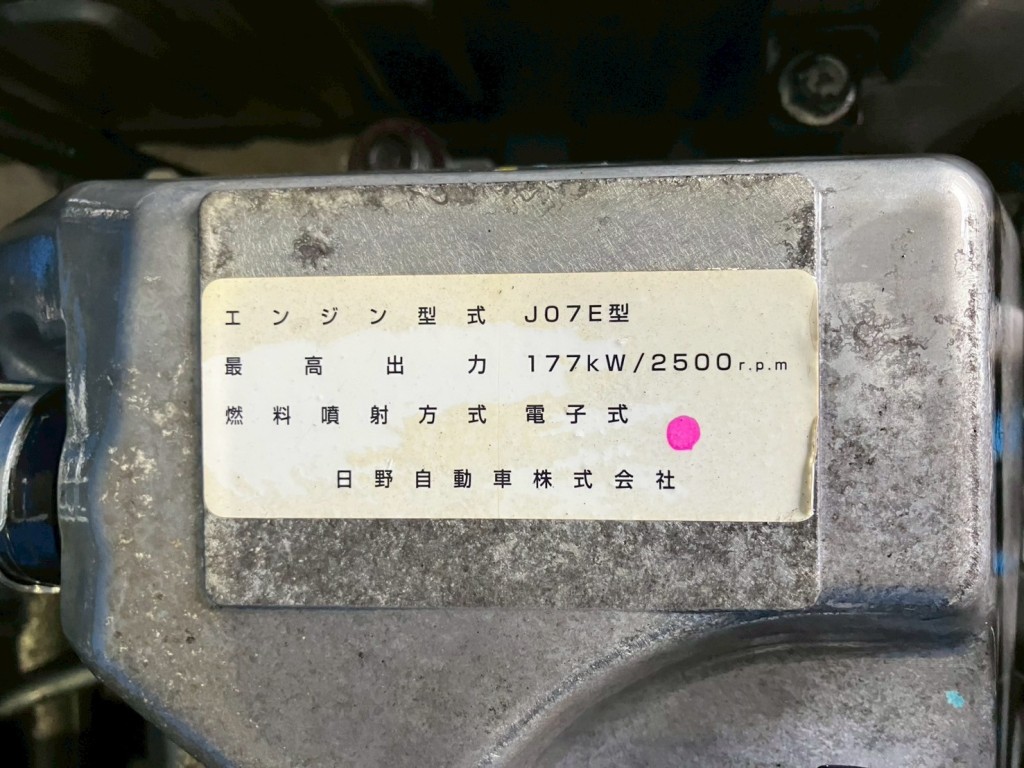 エンジン型式 J07E型
最高出力 177kW/2500r.p.m
燃料噴射方式 電子式
日野自動車株式会社